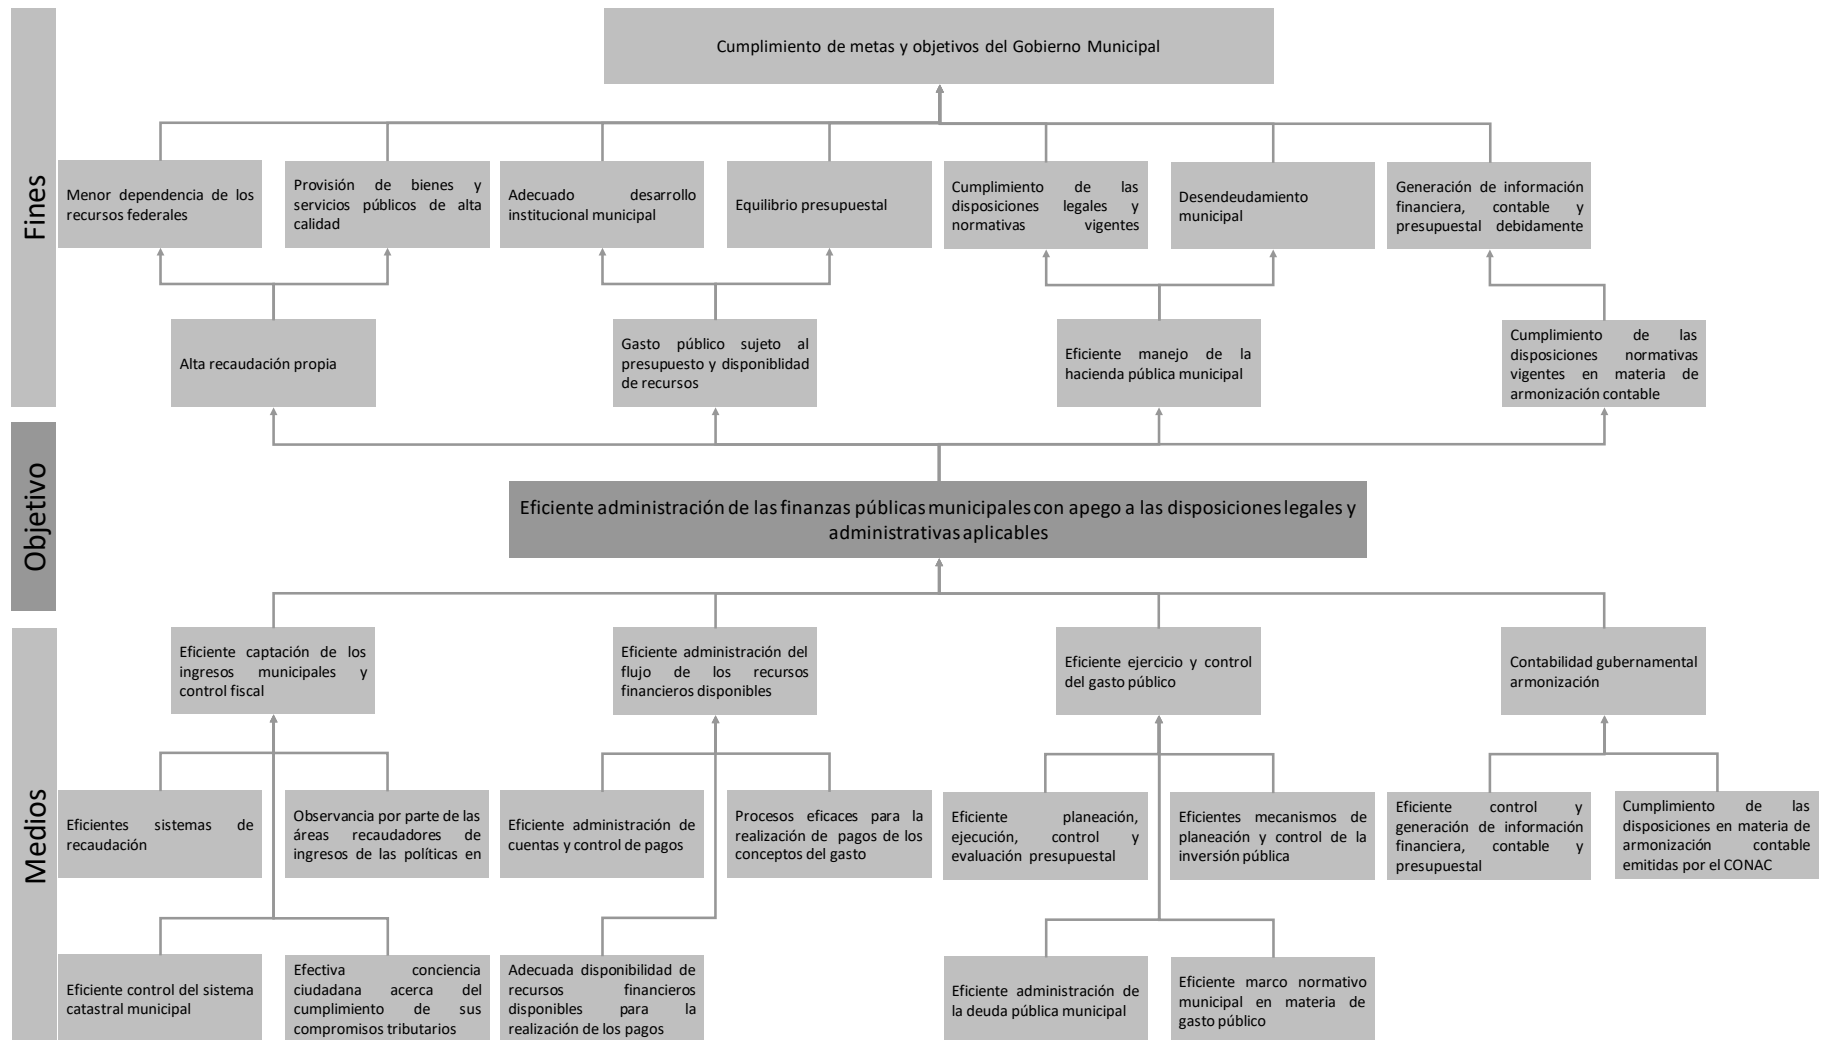 Cumplimiento de metas y objetivos del Gobierno Municipal
Fines
Menor dependencia de los
recursos federales
Provisión de bienes y
servicios públicos de alta
calidad
Adecuado desarrollo
institucional municipal
Equilibrio presupuestal
Cumplimiento de las
disposiciones legales y
normativas vigentes
Desendeudamiento
municipal
Generación de información
financiera, contable y
presupuestal debidamente
Alta recaudación propia
Gasto público sujeto al
presupuesto y disponiblidad
de recursos
Eficiente manejo de la
hacienda pública municipal
Cumplimiento de las
disposiciones normativas
vigentes en materia de
armonización contable
Objetivo
Eficiente administración de las finanzas públicas municipales con apego a las disposiciones legales y
administrativas aplicables
Medios
Eficiente captación de los
ingresos municipales y
control fiscal
Eficiente administración del
flujo de los recursos
financieros disponibles
Eficiente ejercicio y control
del gasto público
Contabilidad gubernamental
armonización
Eficientes sistemas de
recaudación
Observancia por parte de las
áreas recaudadores de
ingresos de las políticas en
Eficiente administración de
cuentas y control de pagos
Procesos eficaces para la
realización de pagos de los
conceptos del gasto
Eficiente planeación,
ejecución, control y
evaluación presupuestal
Eficientes mecanismos de
planeación y control de la
inversión pública
Eficiente control y
generación de información
financiera, contable y
presupuestal
Cumplimiento de las
disposiciones en materia de
armonización contable
emitidas por el CONAC
Eficiente control del sistema
catastral municipal
Efectiva conciencia
ciudadana acerca del
cumplimiento de sus
compromisos tributarios
Adecuada disponibilidad de
recursos financieros
disponibles para la
realización de los pagos
Eficiente administración de
la deuda pública municipal
Eficiente marco normativo
municipal en materia de
gasto público